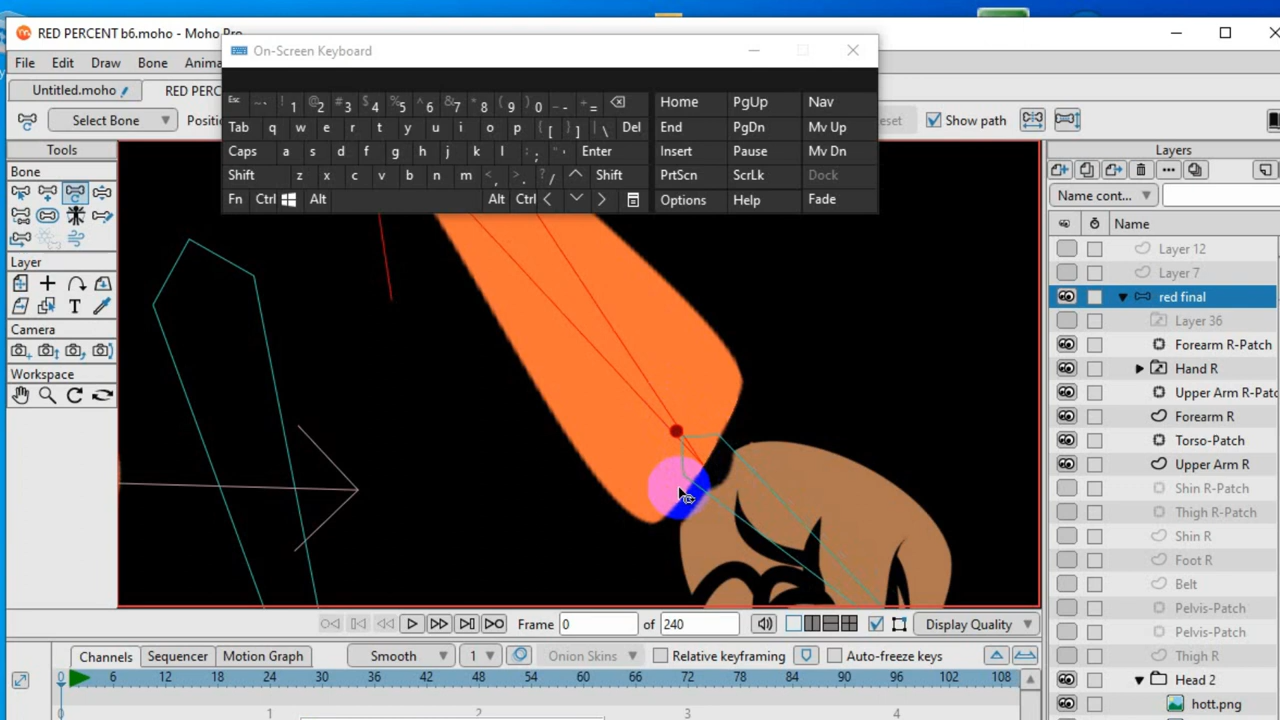 RED PERCENT b6.moho - Moho Pro
On-Screen Keyboard
File Edit Draw Bone Anima
Untitled.moho RED PERC
Select Bone Positi eset Show path
Esc ~ ` ! 1 @ 2 # 3 $ 4 % 5 ^ 6 & 7 * 8 ( 9 ) 0 _ - + = Home PgUp Nav
Tab q w e r t y u i o p { [ } ] | \ Del End PgDn Mv Up
Caps a s d f g h j k l : ; " ' Enter Insert Pause Mv Dn
Shift z x c v b n m < , > . ? / Shift PrtScn ScrLk Dock
Fn Ctrl Alt Alt Ctrl Options Help Fade
Tools
Bone
Layer
T
Camera
Workspace
Layers
Name cont...
Name
Layer 12
Layer 7
red final
Layer 36
Forearm R-Patch
Hand R
Upper Arm R-Patc
Forearm R
Torso-Patch
Upper Arm R
Shin R-Patch
Thigh R-Patch
Shin R
Foot R
Belt
Pelvis-Patch
Pelvis-Patch
Thigh R
Head 2
hott.png
Frame 0 of 240 Display Quality
Channels Sequencer Motion Graph Smooth 1 Onion Skins Relative keyframing Auto-freeze keys
0 6 12 18 24 30 36 42 48 54 60 66 72 78 84 90 96 102 108
0 1 2 3 4